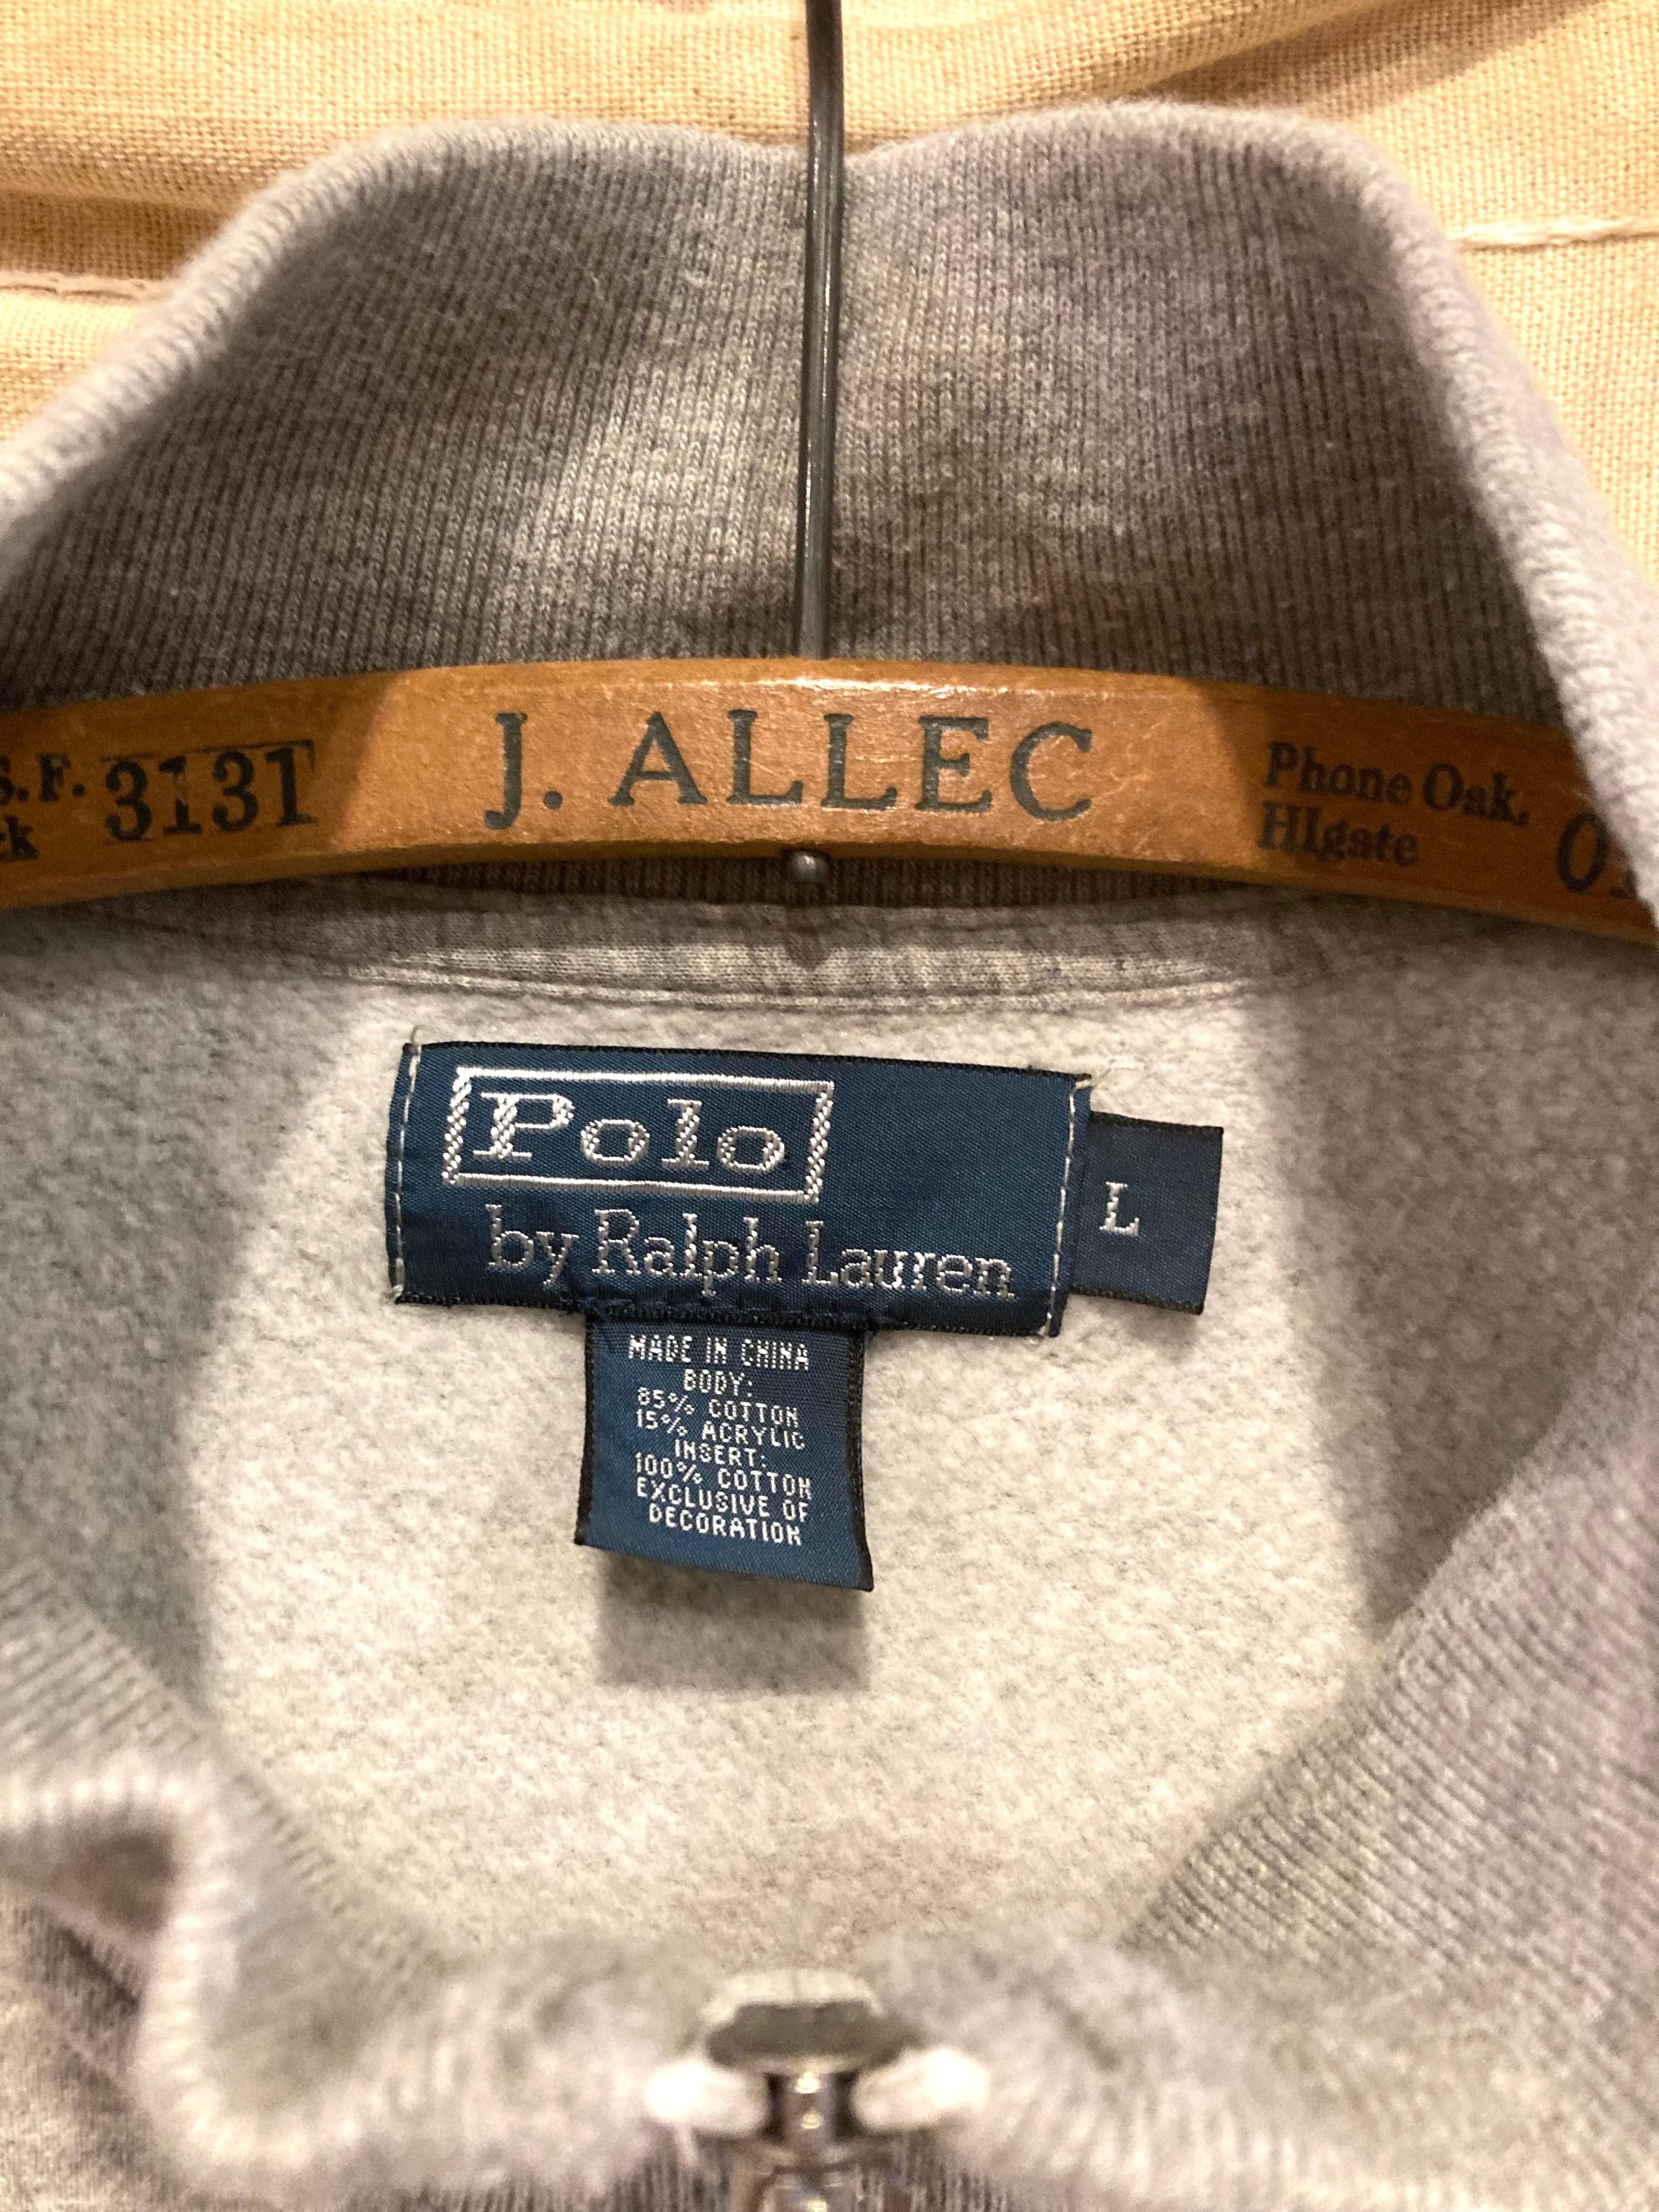 S.F. 3131
J. ALLEC
Phone Oak.
HIgate
Polo
by Ralph Lauren
L
MADE IN CHINA
BODY:
85% COTTON
15% ACRYLIC
INSERT:
100% COTTON
EXCLUSIVE OF
DECORATION